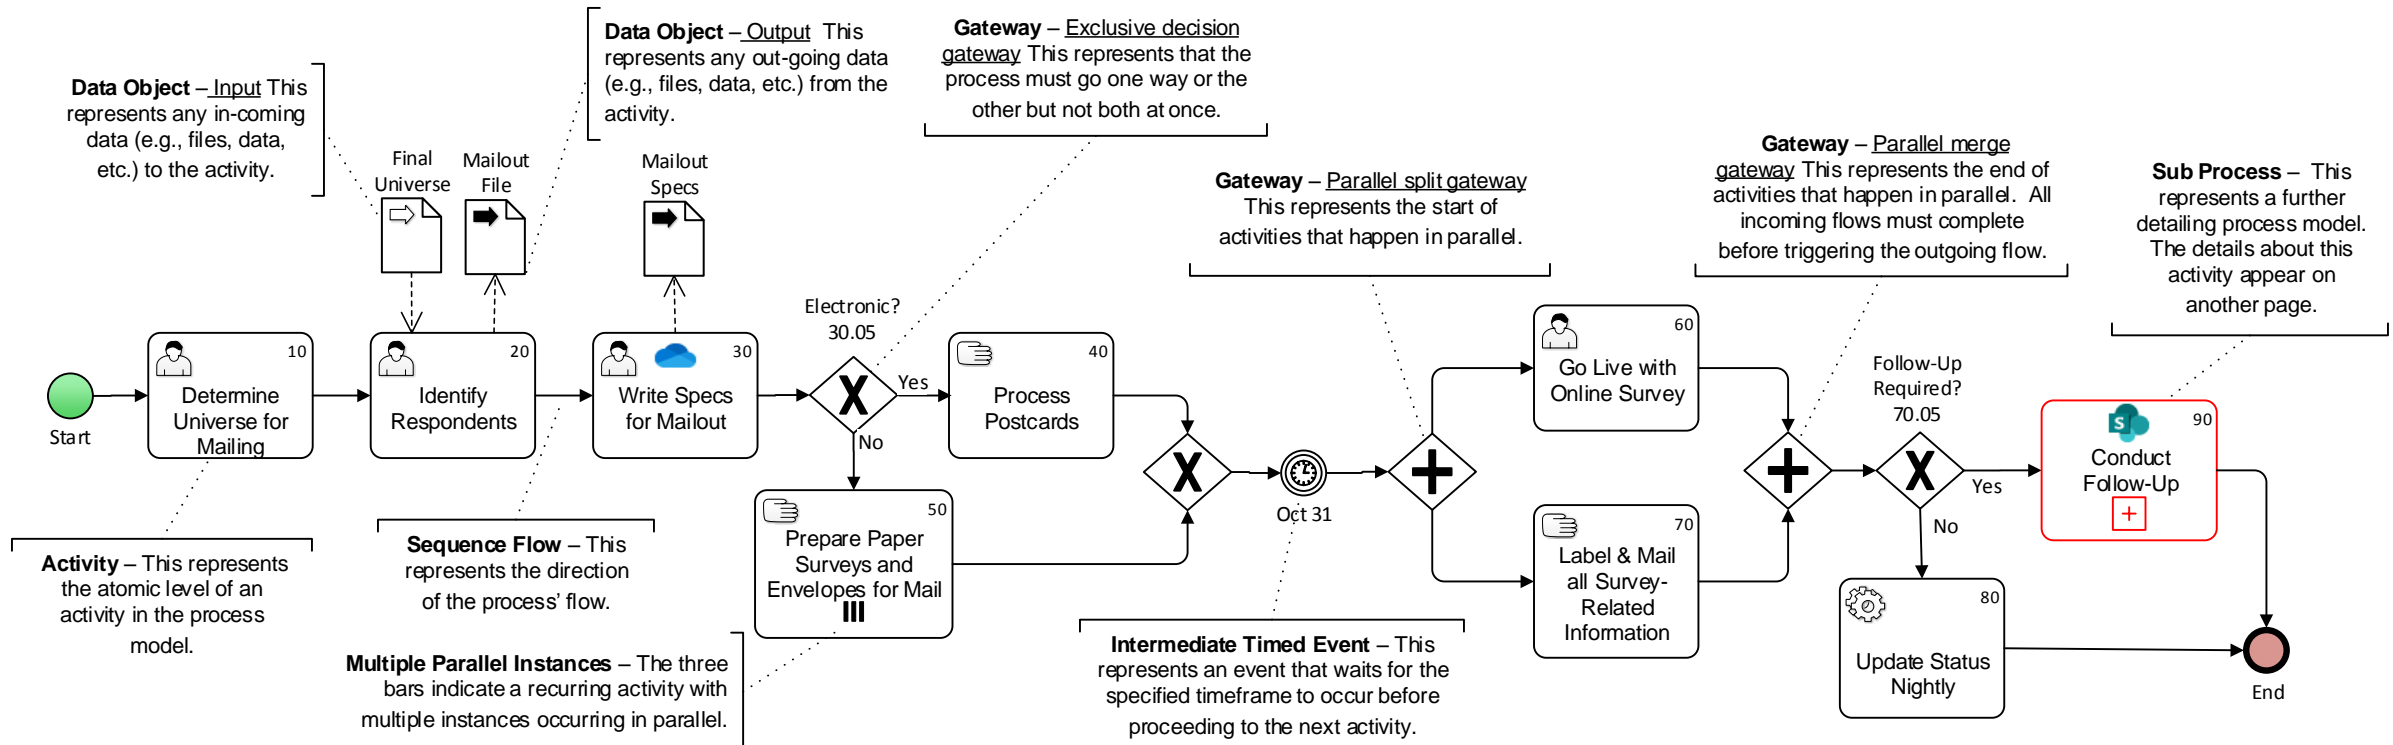 Data Object – Input This
represents any in-coming
data (e.g., files, data,
etc.) to the activity.
Data Object – Output This
represents any out-going data
(e.g., files, data, etc.) from the
activity.
Gateway – Exclusive decision
gateway This represents that the
process must go one way or the
other but not both at once.
Gateway – Parallel split gateway
This represents the start of
activities that happen in parallel.
Gateway – Parallel merge
gateway This represents the end of
activities that happen in parallel. All
incoming flows must complete
before triggering the outgoing flow.
Sub Process – This
represents a further
detailing process model.
The details about this
activity appear on
another page.
Final
Universe
Mailout
File
Mailout
Specs
Start
10
Determine
Universe for
Mailing
20
Identify
Respondents
30
Write Specs
for Mailout
Electronic?
30.05
Yes
No
40
Process
Postcards
50
Prepare Paper
Surveys and
Envelopes for Mail
Oct 31
60
Go Live with
Online Survey
70
Label & Mail
all Survey-
Related
Information
Follow-Up
Required?
70.05
Yes
No
80
Update Status
Nightly
S
90
Conduct
Follow-Up
End
Activity – This represents
the atomic level of an
activity in the process
model.
Sequence Flow – This
represents the direction
of the process’ flow.
Multiple Parallel Instances – The three
bars indicate a recurring activity with
multiple instances occurring in parallel.
Intermediate Timed Event – This
represents an event that waits for the
specified timeframe to occur before
proceeding to the next activity.